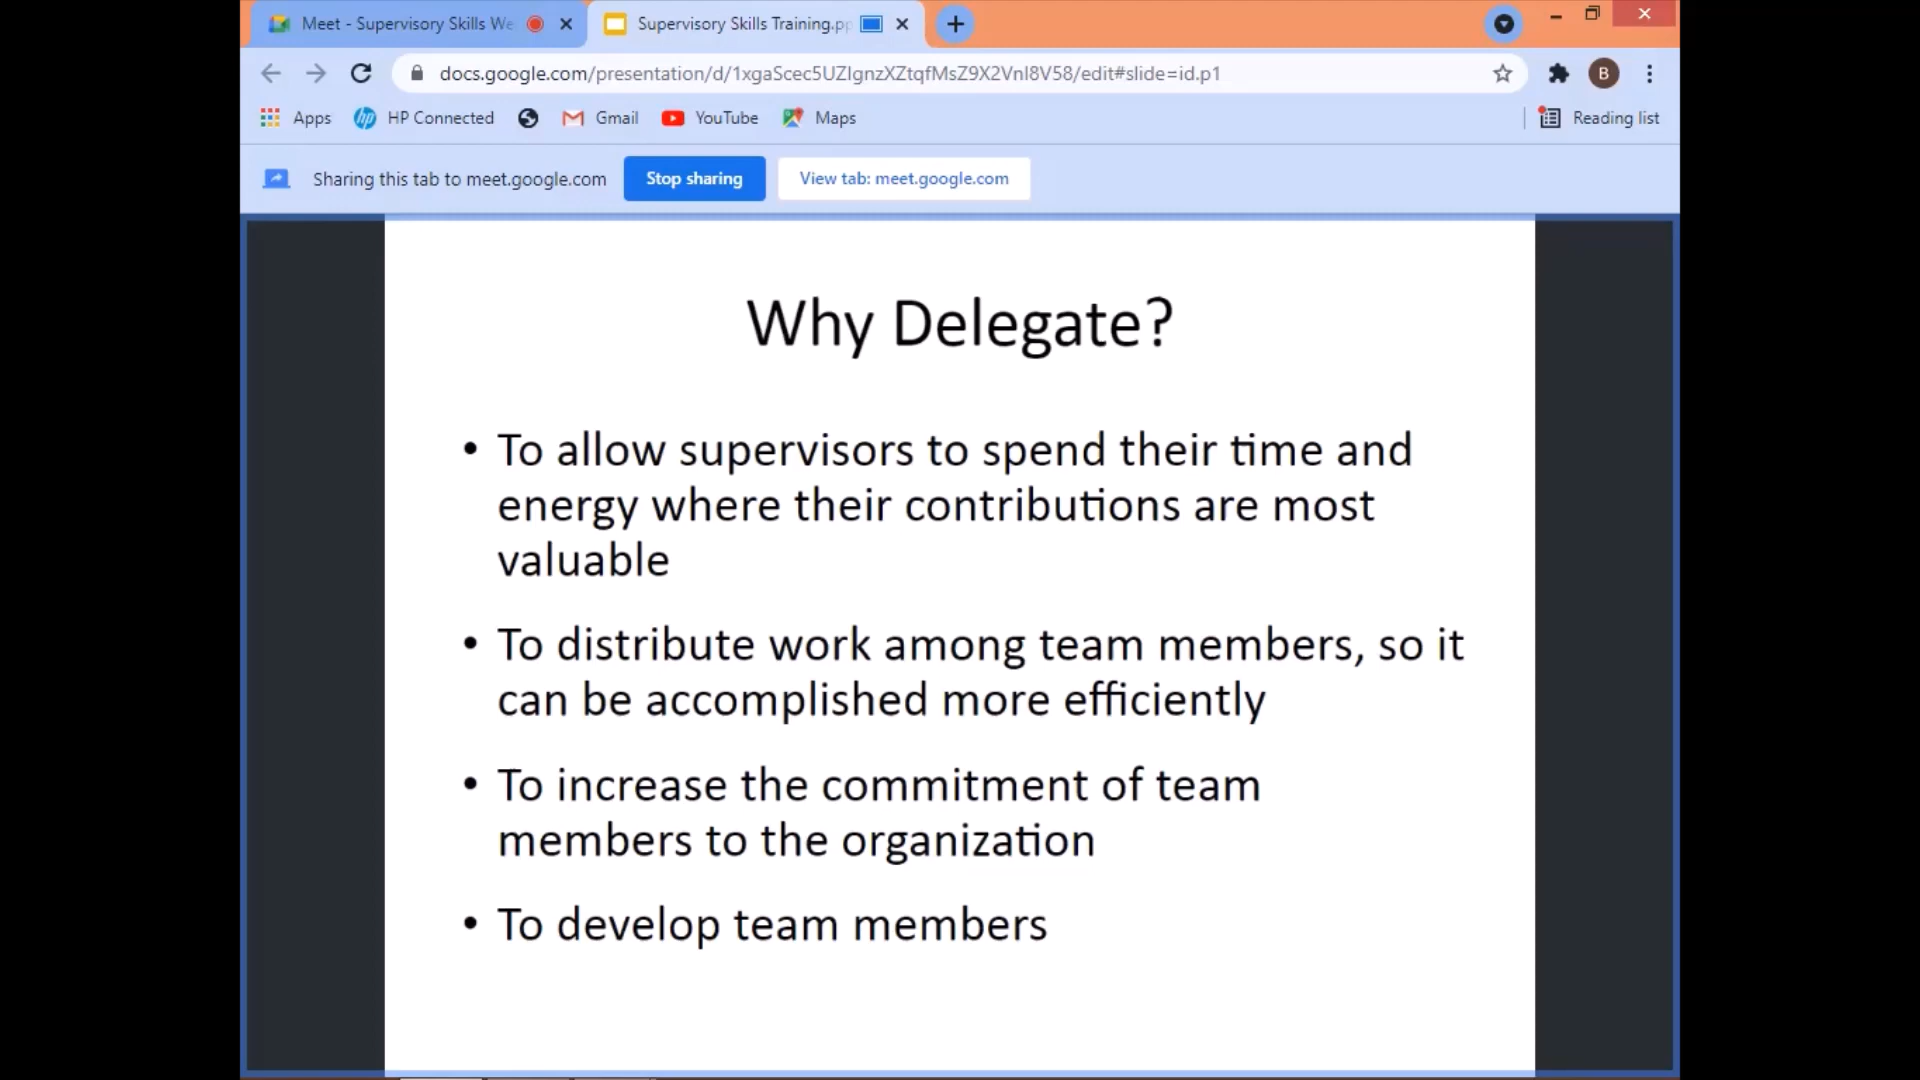 Meet - Supervisory Skills We
Supervisory Skills Training.pp
docs.google.com/presentation/d/1xgaScec5UZIgnzXZtqfMsZ9X2VnI8V58/edit#slide=id.p1
B
Apps
HP Connected
Gmail
YouTube
Maps
Reading list
Sharing this tab to meet.google.com
Stop sharing
View tab: meet.google.com
Why Delegate?
• To allow supervisors to spend their time and
energy where their contributions are most
valuable
• To distribute work among team members, so it
can be accomplished more efficiently
• To increase the commitment of team
members to the organization
• To develop team members